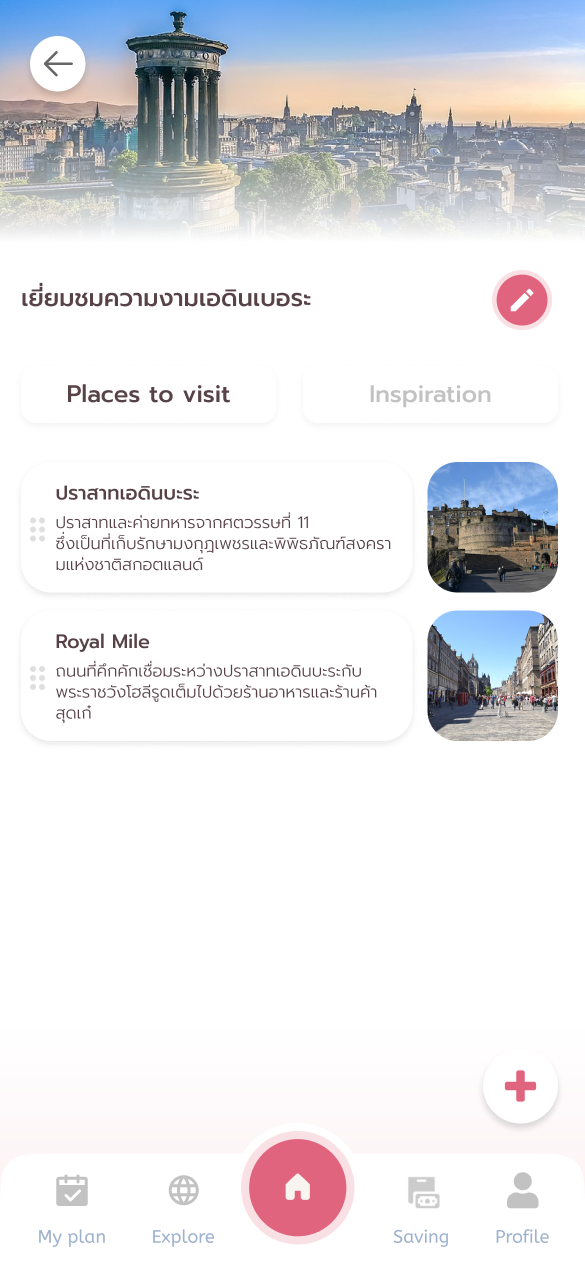 เยี่ยมชมความงามเอดินเบอระ
Places to visit
Inspiration
ปราสาทเอดินบะระ
ปราสาทและค่ายทหารจากศตวรรษที่ 11
ซึ่งเป็นที่เก็บรักษามงกุฎเพชรและพิพิธภัณฑ์สงครา
มแห่งชาติสกอตแลนด์
Royal Mile
ถนนที่คึกคักเชื่อมระหว่างปราสาทเอดินบะระกับ
พระราชวังโฮลีรูดเต็มไปด้วยร้านอาหารและร้านค้า
สุดเก๋
My plan
Explore
Saving
Profile